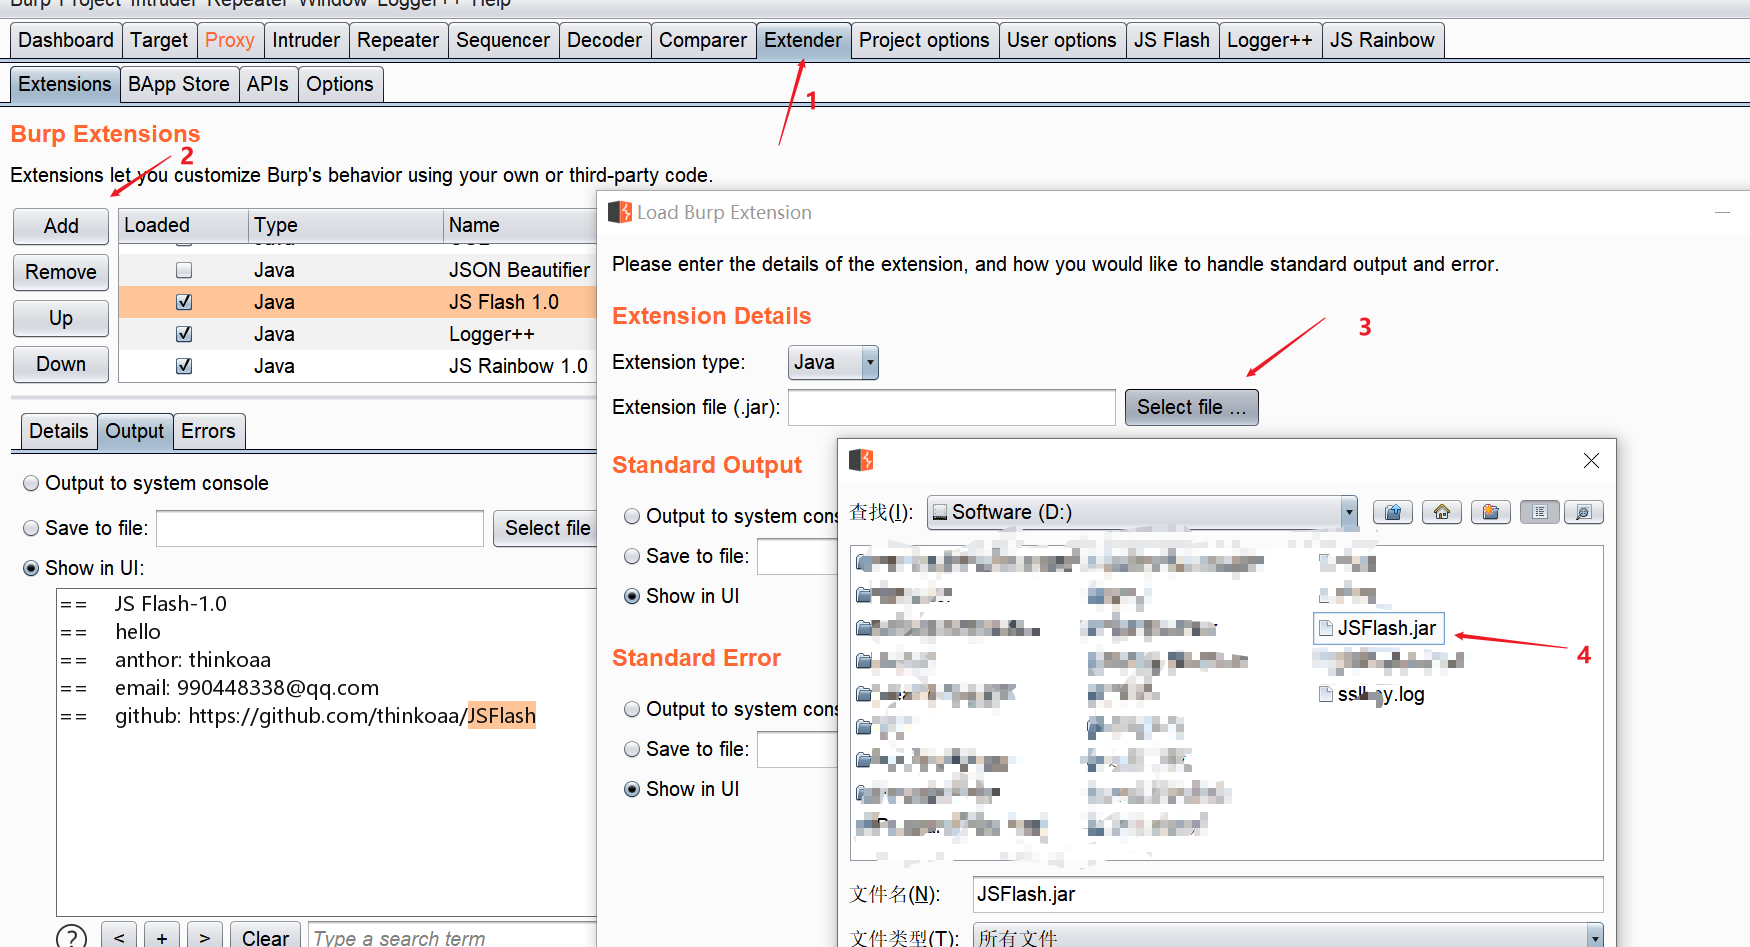 Burp Project Intruder Repeater Window Logger++ Help
Dashboard Target Proxy Intruder Repeater Sequencer Decoder Comparer Extender Project options User options JS Flash Logger++ JS Rainbow
Extensions BApp Store APIs Options
1
Burp Extensions
2
Extensions let you customize Burp's behavior using your own or third-party code.
Add
Remove
Up
Down
Loaded Type Name
Java JSON Beautifier
Java JS Flash 1.0
Java Logger++
Java JS Rainbow 1.0
Details Output Errors
Output to system console
Save to file: Select file
Show in UI:
== JS Flash-1.0
== hello
== anthor: thinkoaa
== email: 990448338@qq.com
== github: https://github.com/thinkoaa/JSFlash
? < + > Clear Type a search term
Load Burp Extension
Please enter the details of the extension, and how you would like to handle standard output and error.
Extension Details
3
Extension type: Java
Extension file (.jar): Select file ...
Standard Output
Output to system cons
Save to file:
Show in UI
Standard Error
Output to system cons
Save to file:
Show in UI
查找(I): Software (D:)
JSFlash.jar
4
文件名(N): JSFlash.jar
文件类型(T): 所有文件